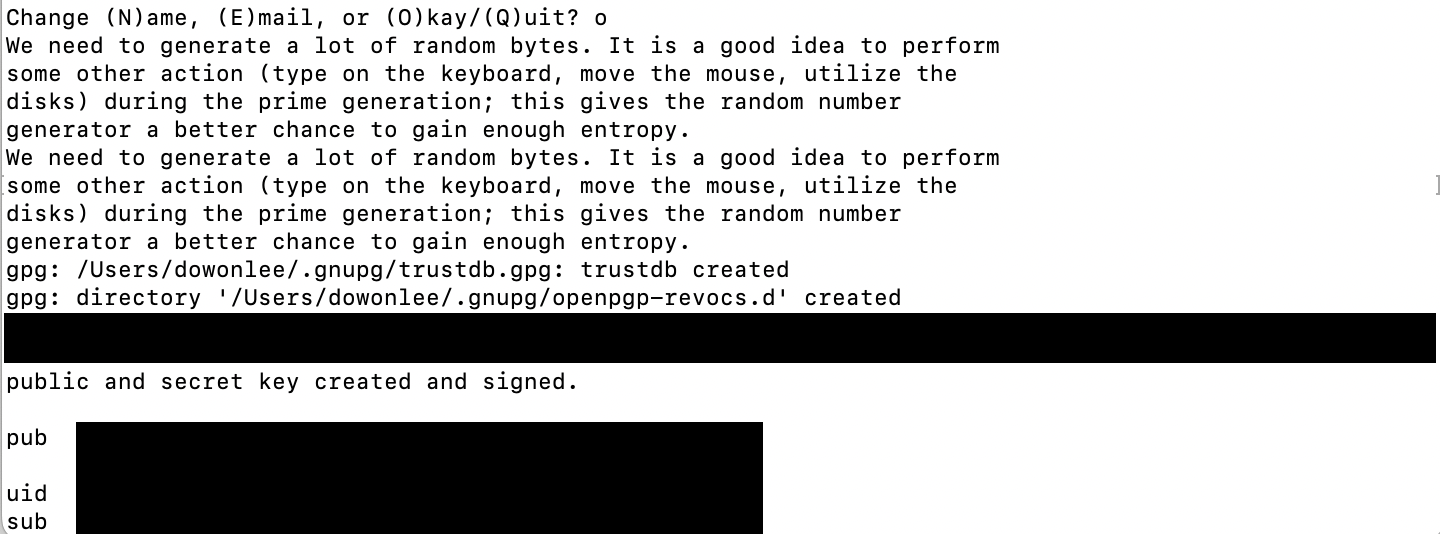 Change (N)ame, (E)mail, or (O)kay/(Q)uit? o
We need to generate a lot of random bytes. It is a good idea to perform
some other action (type on the keyboard, move the mouse, utilize the
disks) during the prime generation; this gives the random number
generator a better chance to gain enough entropy.
We need to generate a lot of random bytes. It is a good idea to perform
some other action (type on the keyboard, move the mouse, utilize the
disks) during the prime generation; this gives the random number
generator a better chance to gain enough entropy.
gpg: /Users/dowonlee/.gnupg/trustdb.gpg: trustdb created
gpg: directory '/Users/dowonlee/.gnupg/openpgp-revocs.d' created
public and secret key created and signed.
pub
uid
sub